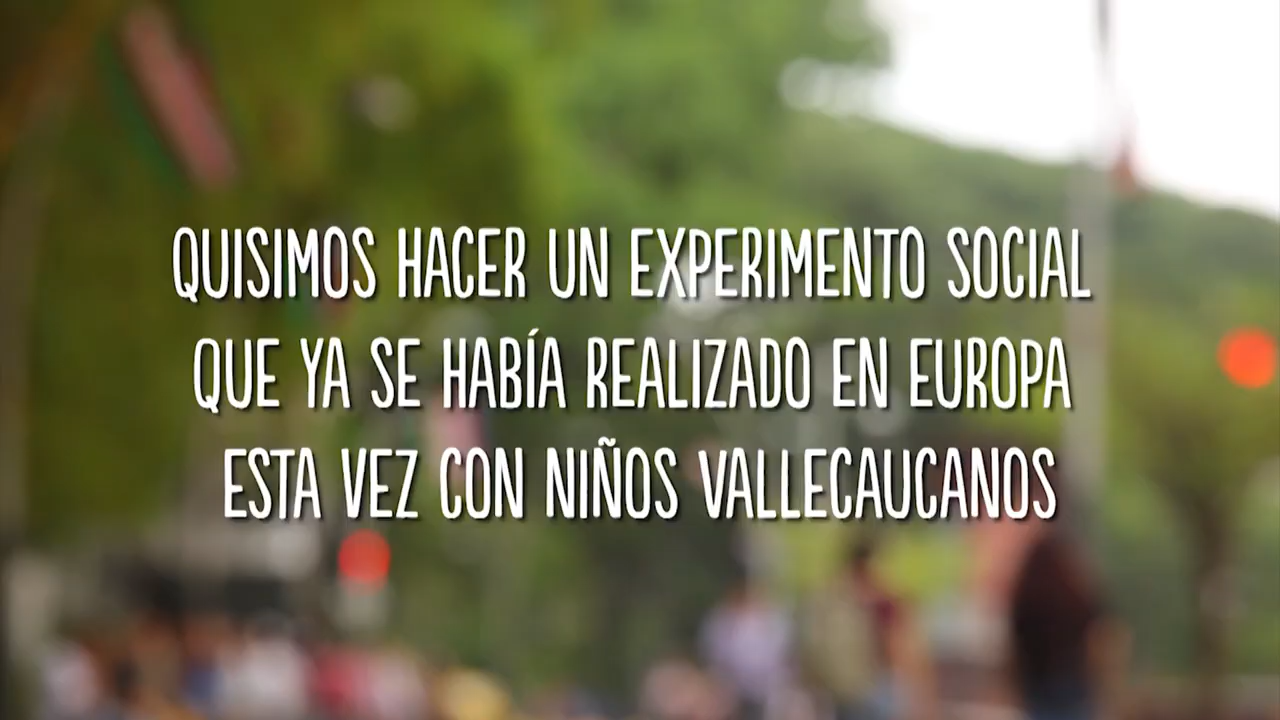 QUISIMOS HACER UN EXPERIMENTO SOCIAL
QUE YA SE HABÍA REALIZADO EN EUROPA
ESTA VEZ CON NIÑOS VALLECAUCANOS